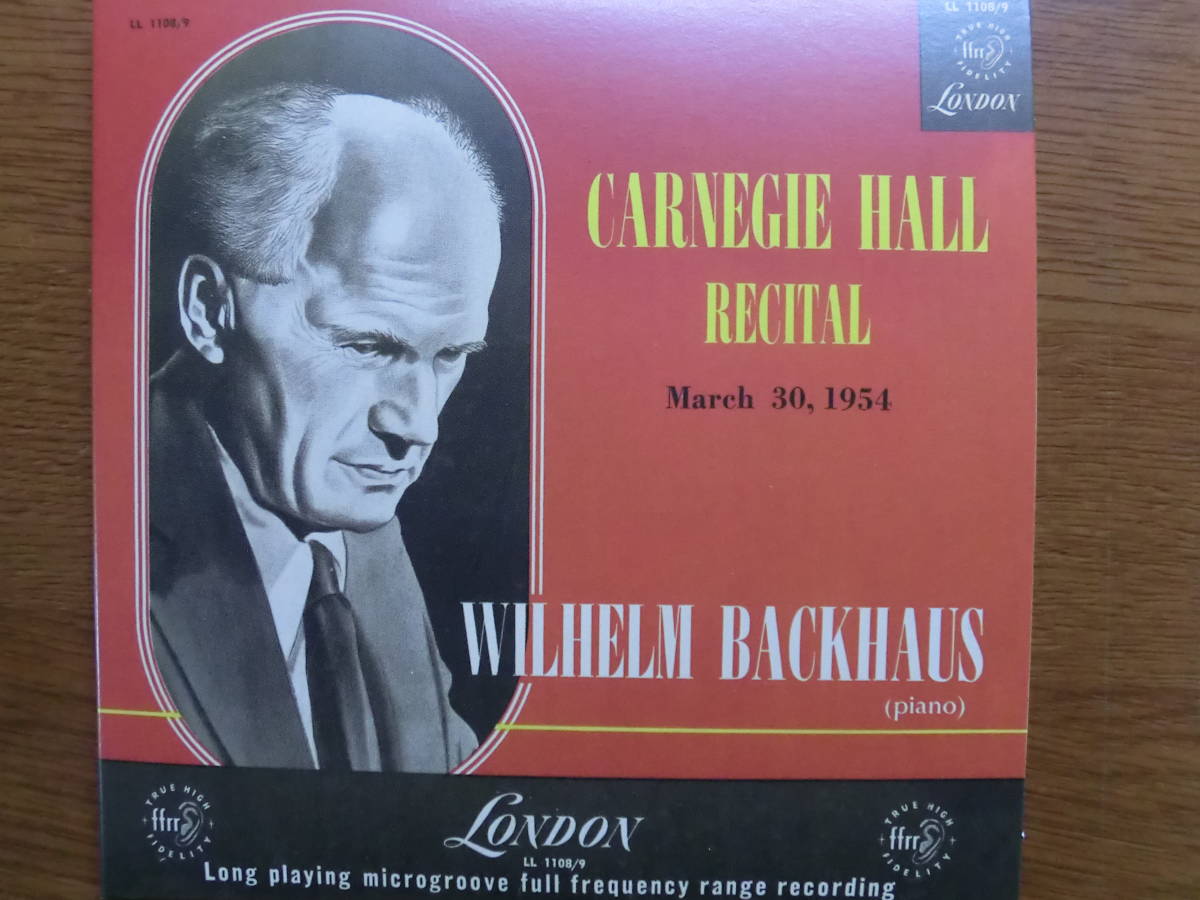 LL 1108/9
LL 1108/9
TRUE HIGH
ffrr
FIDELITY
LONDON
CARNEGIE HALL
RECITAL
March 30, 1954
WILHELM BACKHAUS
(piano)
TRUE HIGH
ffrr
FIDELITY
LONDON
LL 1108/9
TRUE HIGH
ffrr
FIDELITY
Long playing microgroove full frequency range recording